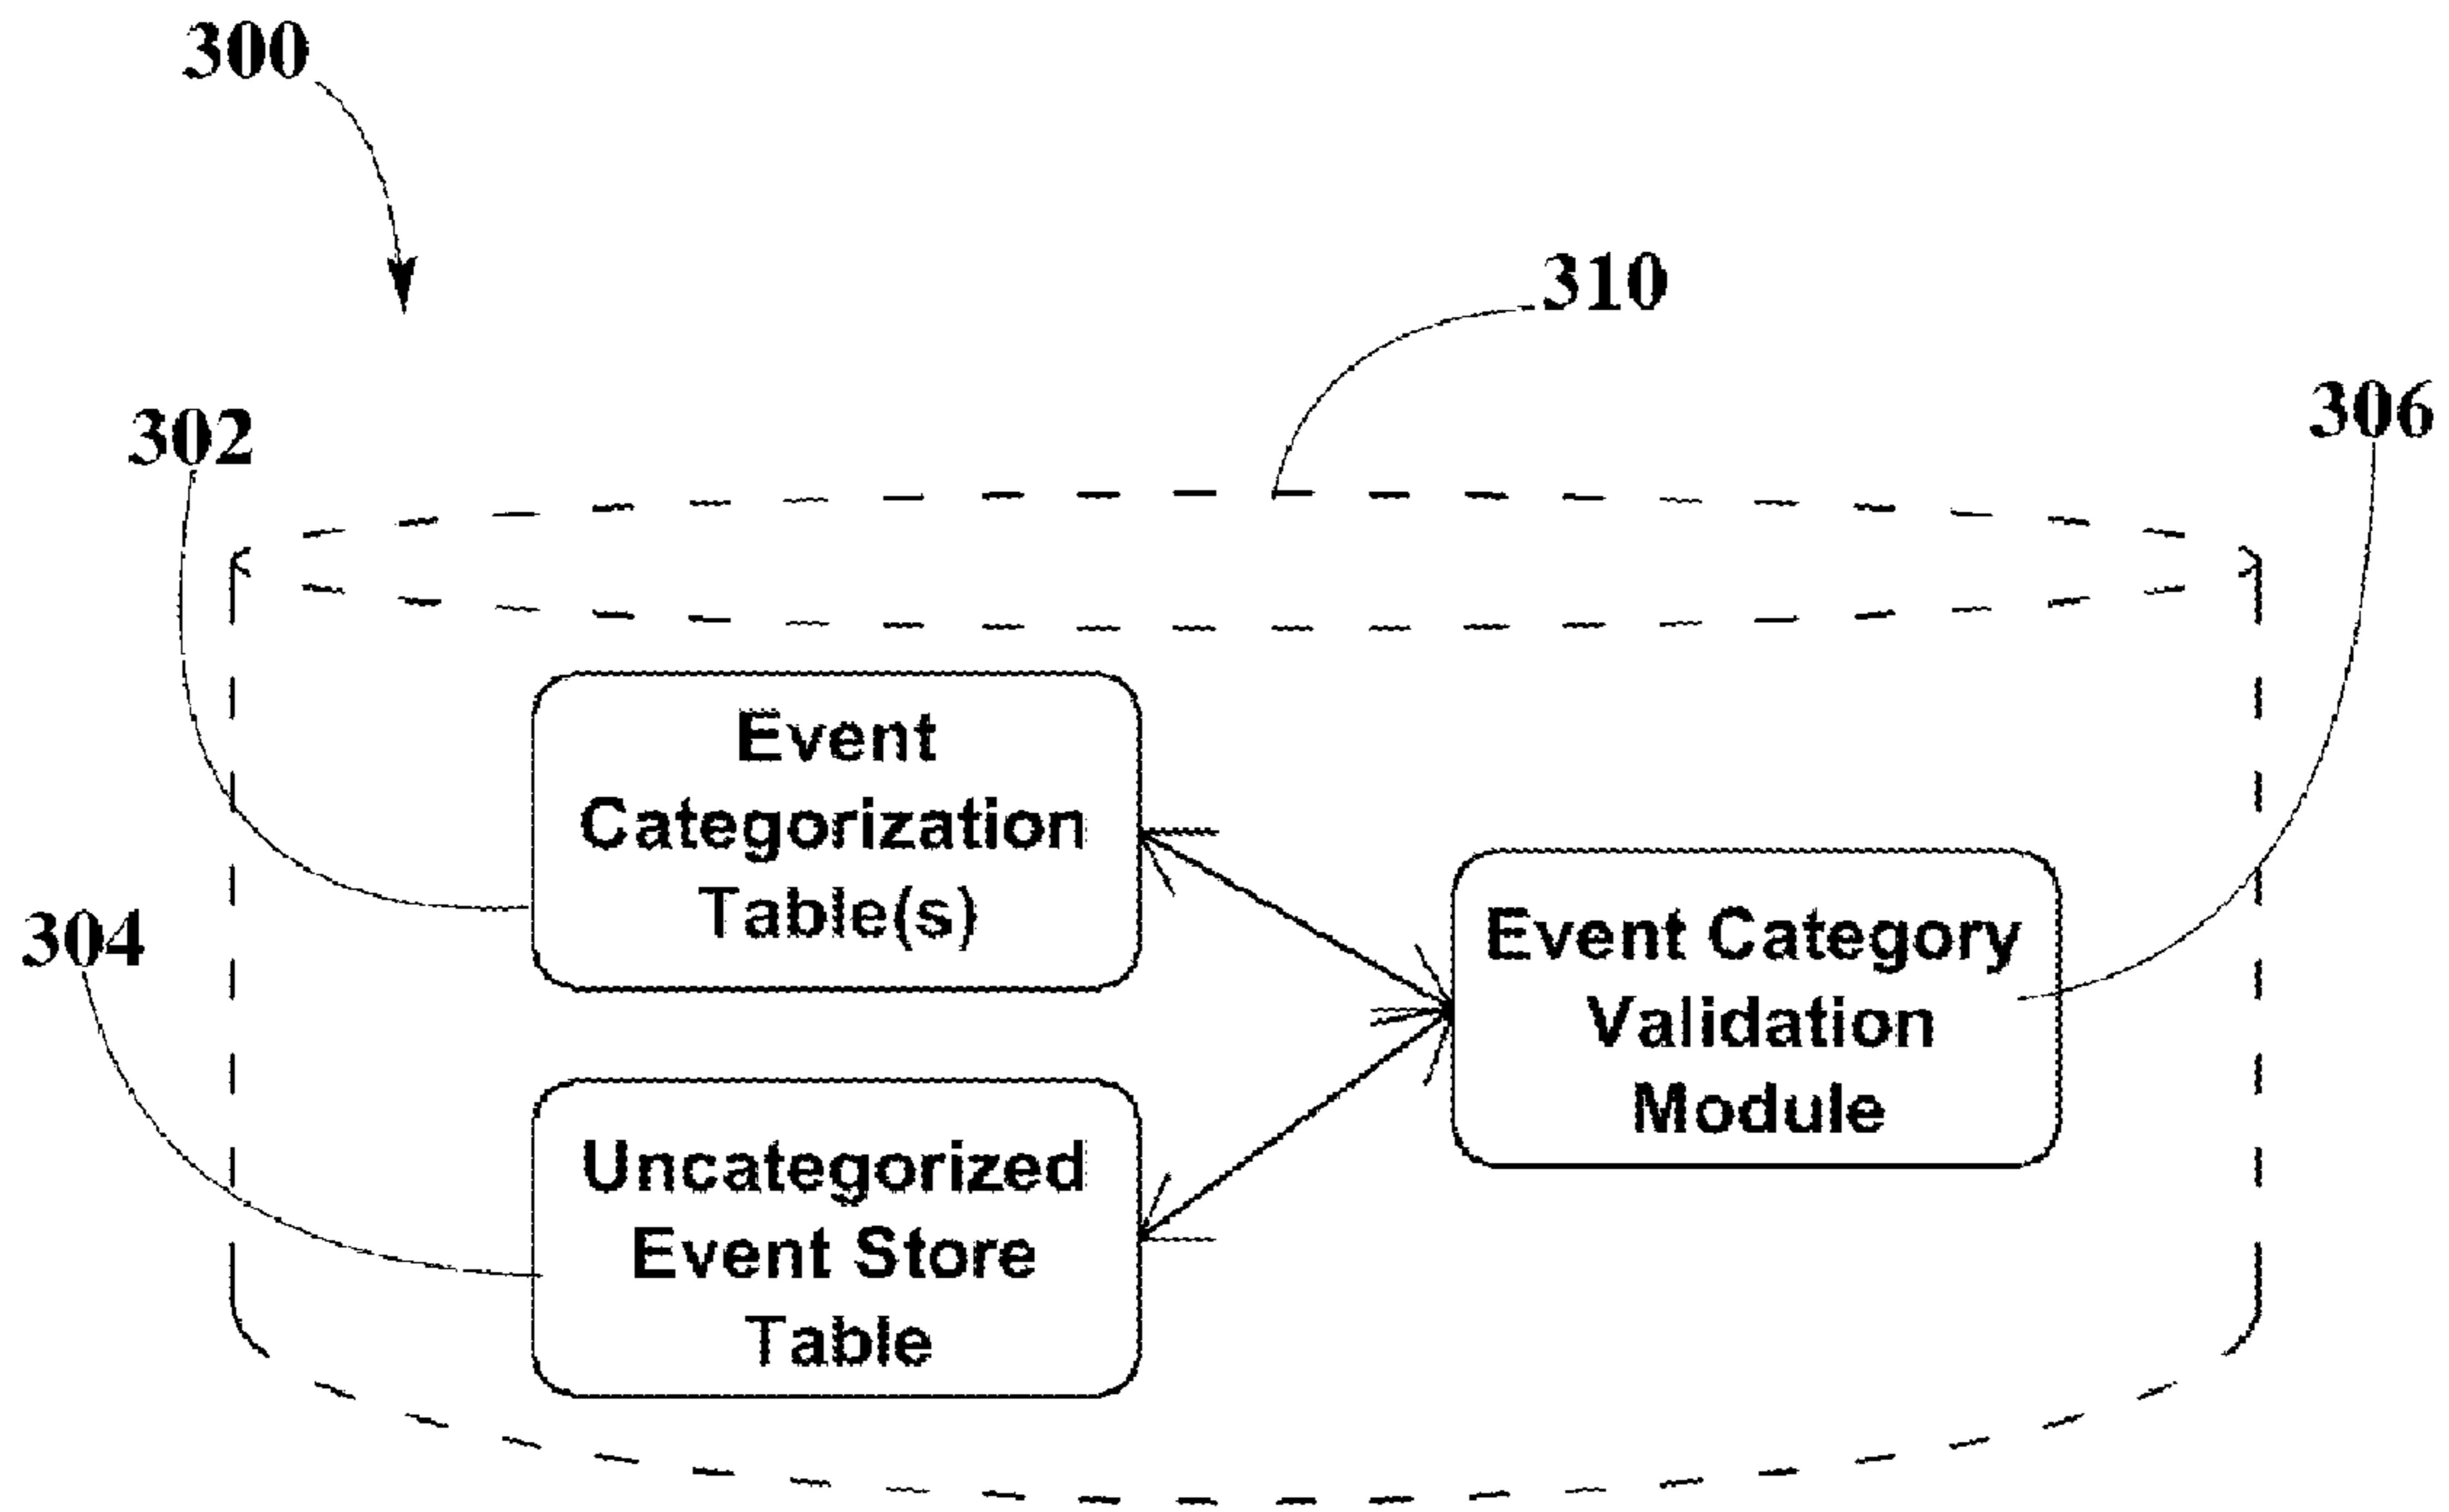 300
310
306
302
Event
Categorization
Table(s)
304
Event Category
Validation
Module
Uncategorized
Event Store
Table